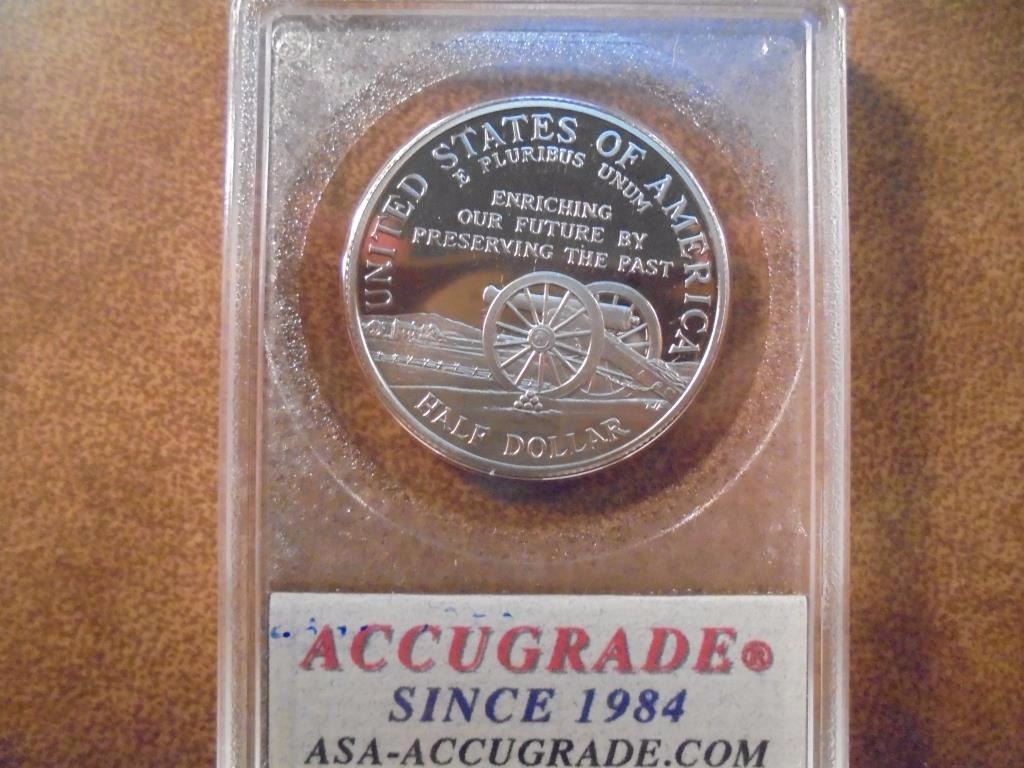 UNITED STATES OF AMERICA
E PLURIBUS UNUM
ENRICHING
OUR FUTURE BY
PRESERVING THE PAST
HALF DOLLAR
ACCUGRADE®
SINCE 1984
ASA-ACCUGRADE.COM